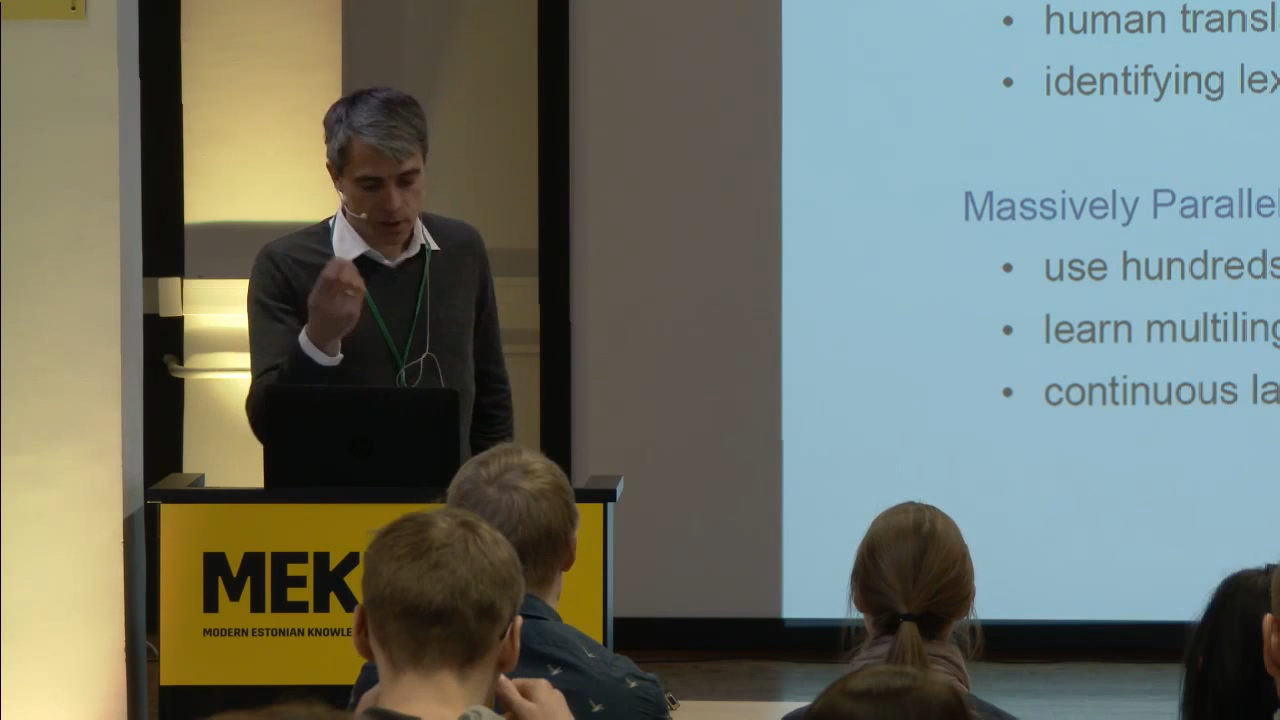 • human transl
• identifying lex
Massively Parallel
• use hundreds
• learn multiling
• continuous la
MEK
MODERN ESTONIAN KNOWLE